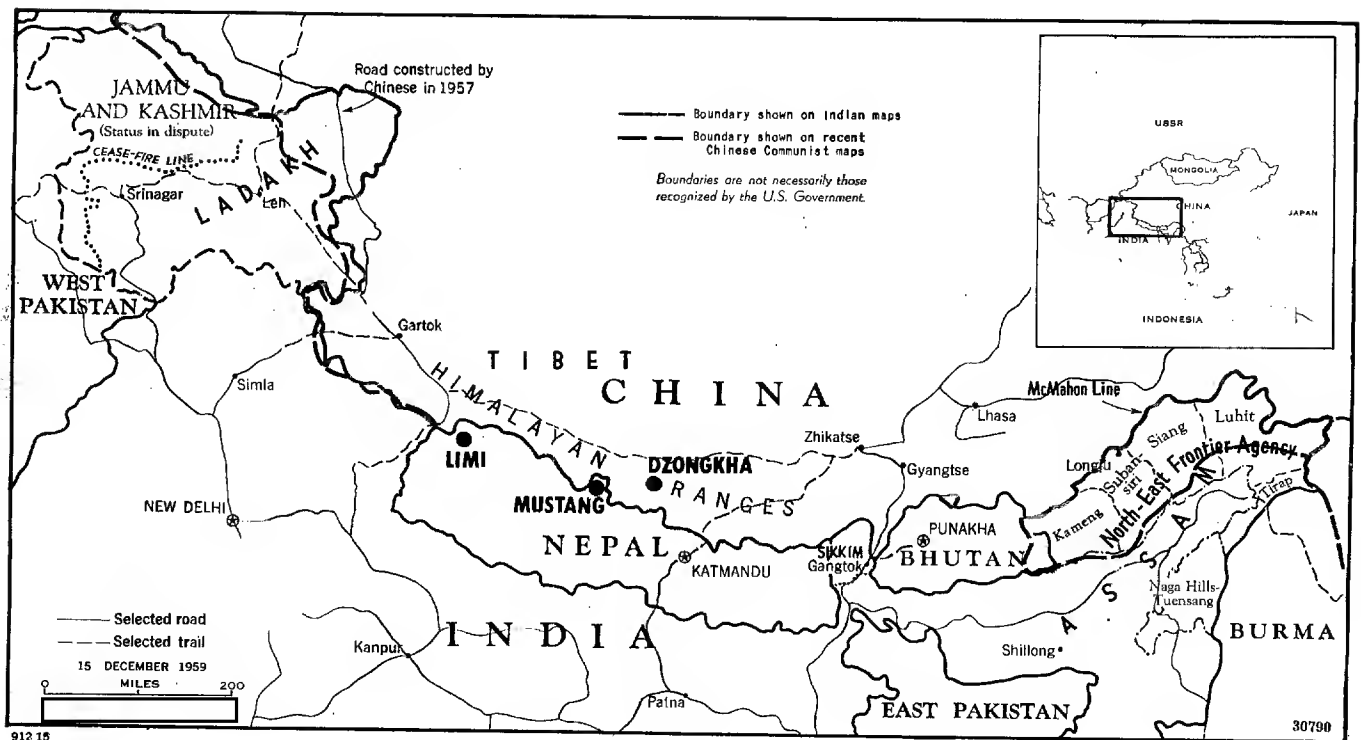 Road constructed by
Chinese in 1957
JAMMU
AND KASHMIR
(Status in dispute)
CEASE-FIRE LINE
Srinagar
LADAKH
Leh
WEST
PAKISTAN
Boundary shown on Indian maps
Boundary shown on recent
Chinese Communist maps
Boundaries are not necessarily those
recognized by the U.S. Government.
USSR
MONGOLIA
CHINA
JAPAN
INDIA
INDONESIA
Gartok
Simla
TIBET
CHINA
HIMALAYAN
RANGES
McMahon Line
Lhasa
Zhikatse
Gyangtse
LIMI
MUSTANG
DZONGKHA
Luhit
Siang
Longju
Suban-
siri
Kameng
North-East Frontier Agency
Tirap
NEW DELHI
NEPAL
KATMANDU
SIKKIM
Gangtok
PUNAKHA
BHUTAN
ASSAM
Naga Hills-
Tuensang
BURMA
INDIA
Kanpur
Patna
Shillong
EAST PAKISTAN
Selected road
Selected trail
15 DECEMBER 1959
MILES
0 200
912 15
30790